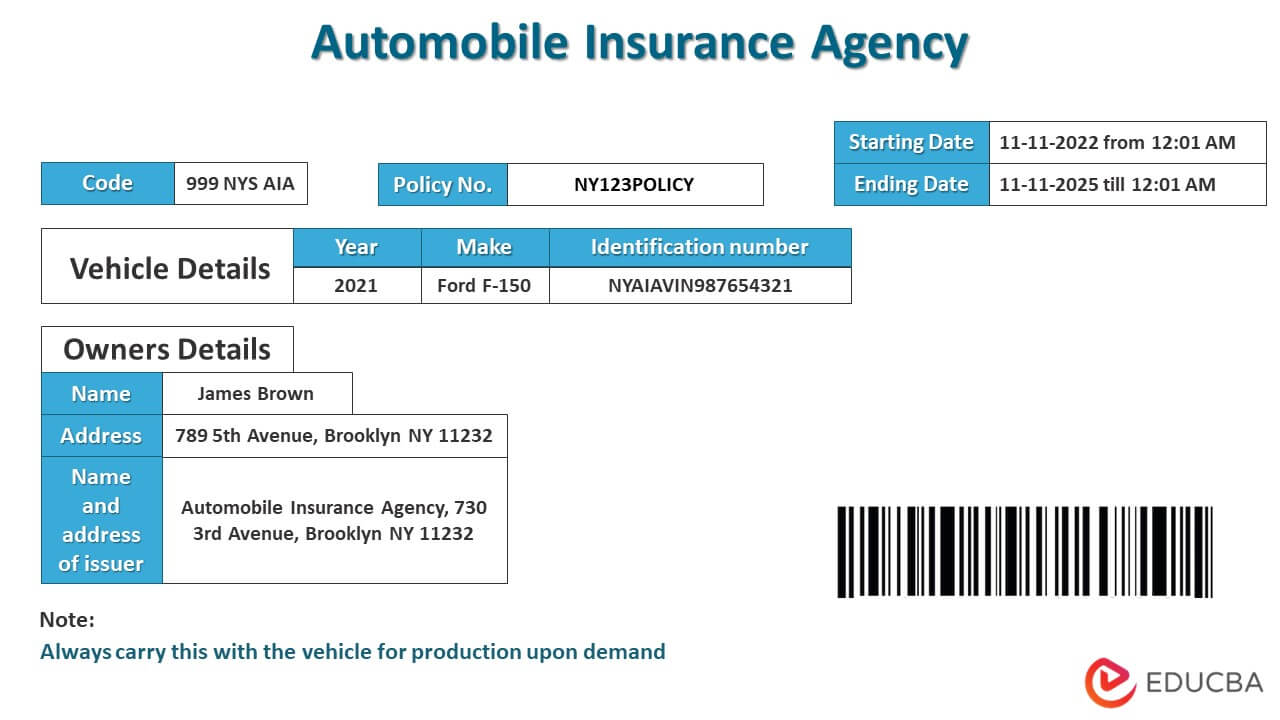 Automobile Insurance Agency
Starting Date 11-11-2022 from 12:01 AM
Code 999 NYS AIA Policy No. NY123POLICY Ending Date 11-11-2025 till 12:01 AM
Vehicle Details
Year Make Identification number
2021 Ford F-150 NYAIAVIN987654321
Owners Details
Name James Brown
Address 789 5th Avenue, Brooklyn NY 11232
Name
and
address
of issuer
Automobile Insurance Agency, 730
3rd Avenue, Brooklyn NY 11232
Note:
Always carry this with the vehicle for production upon demand
EDUCBA